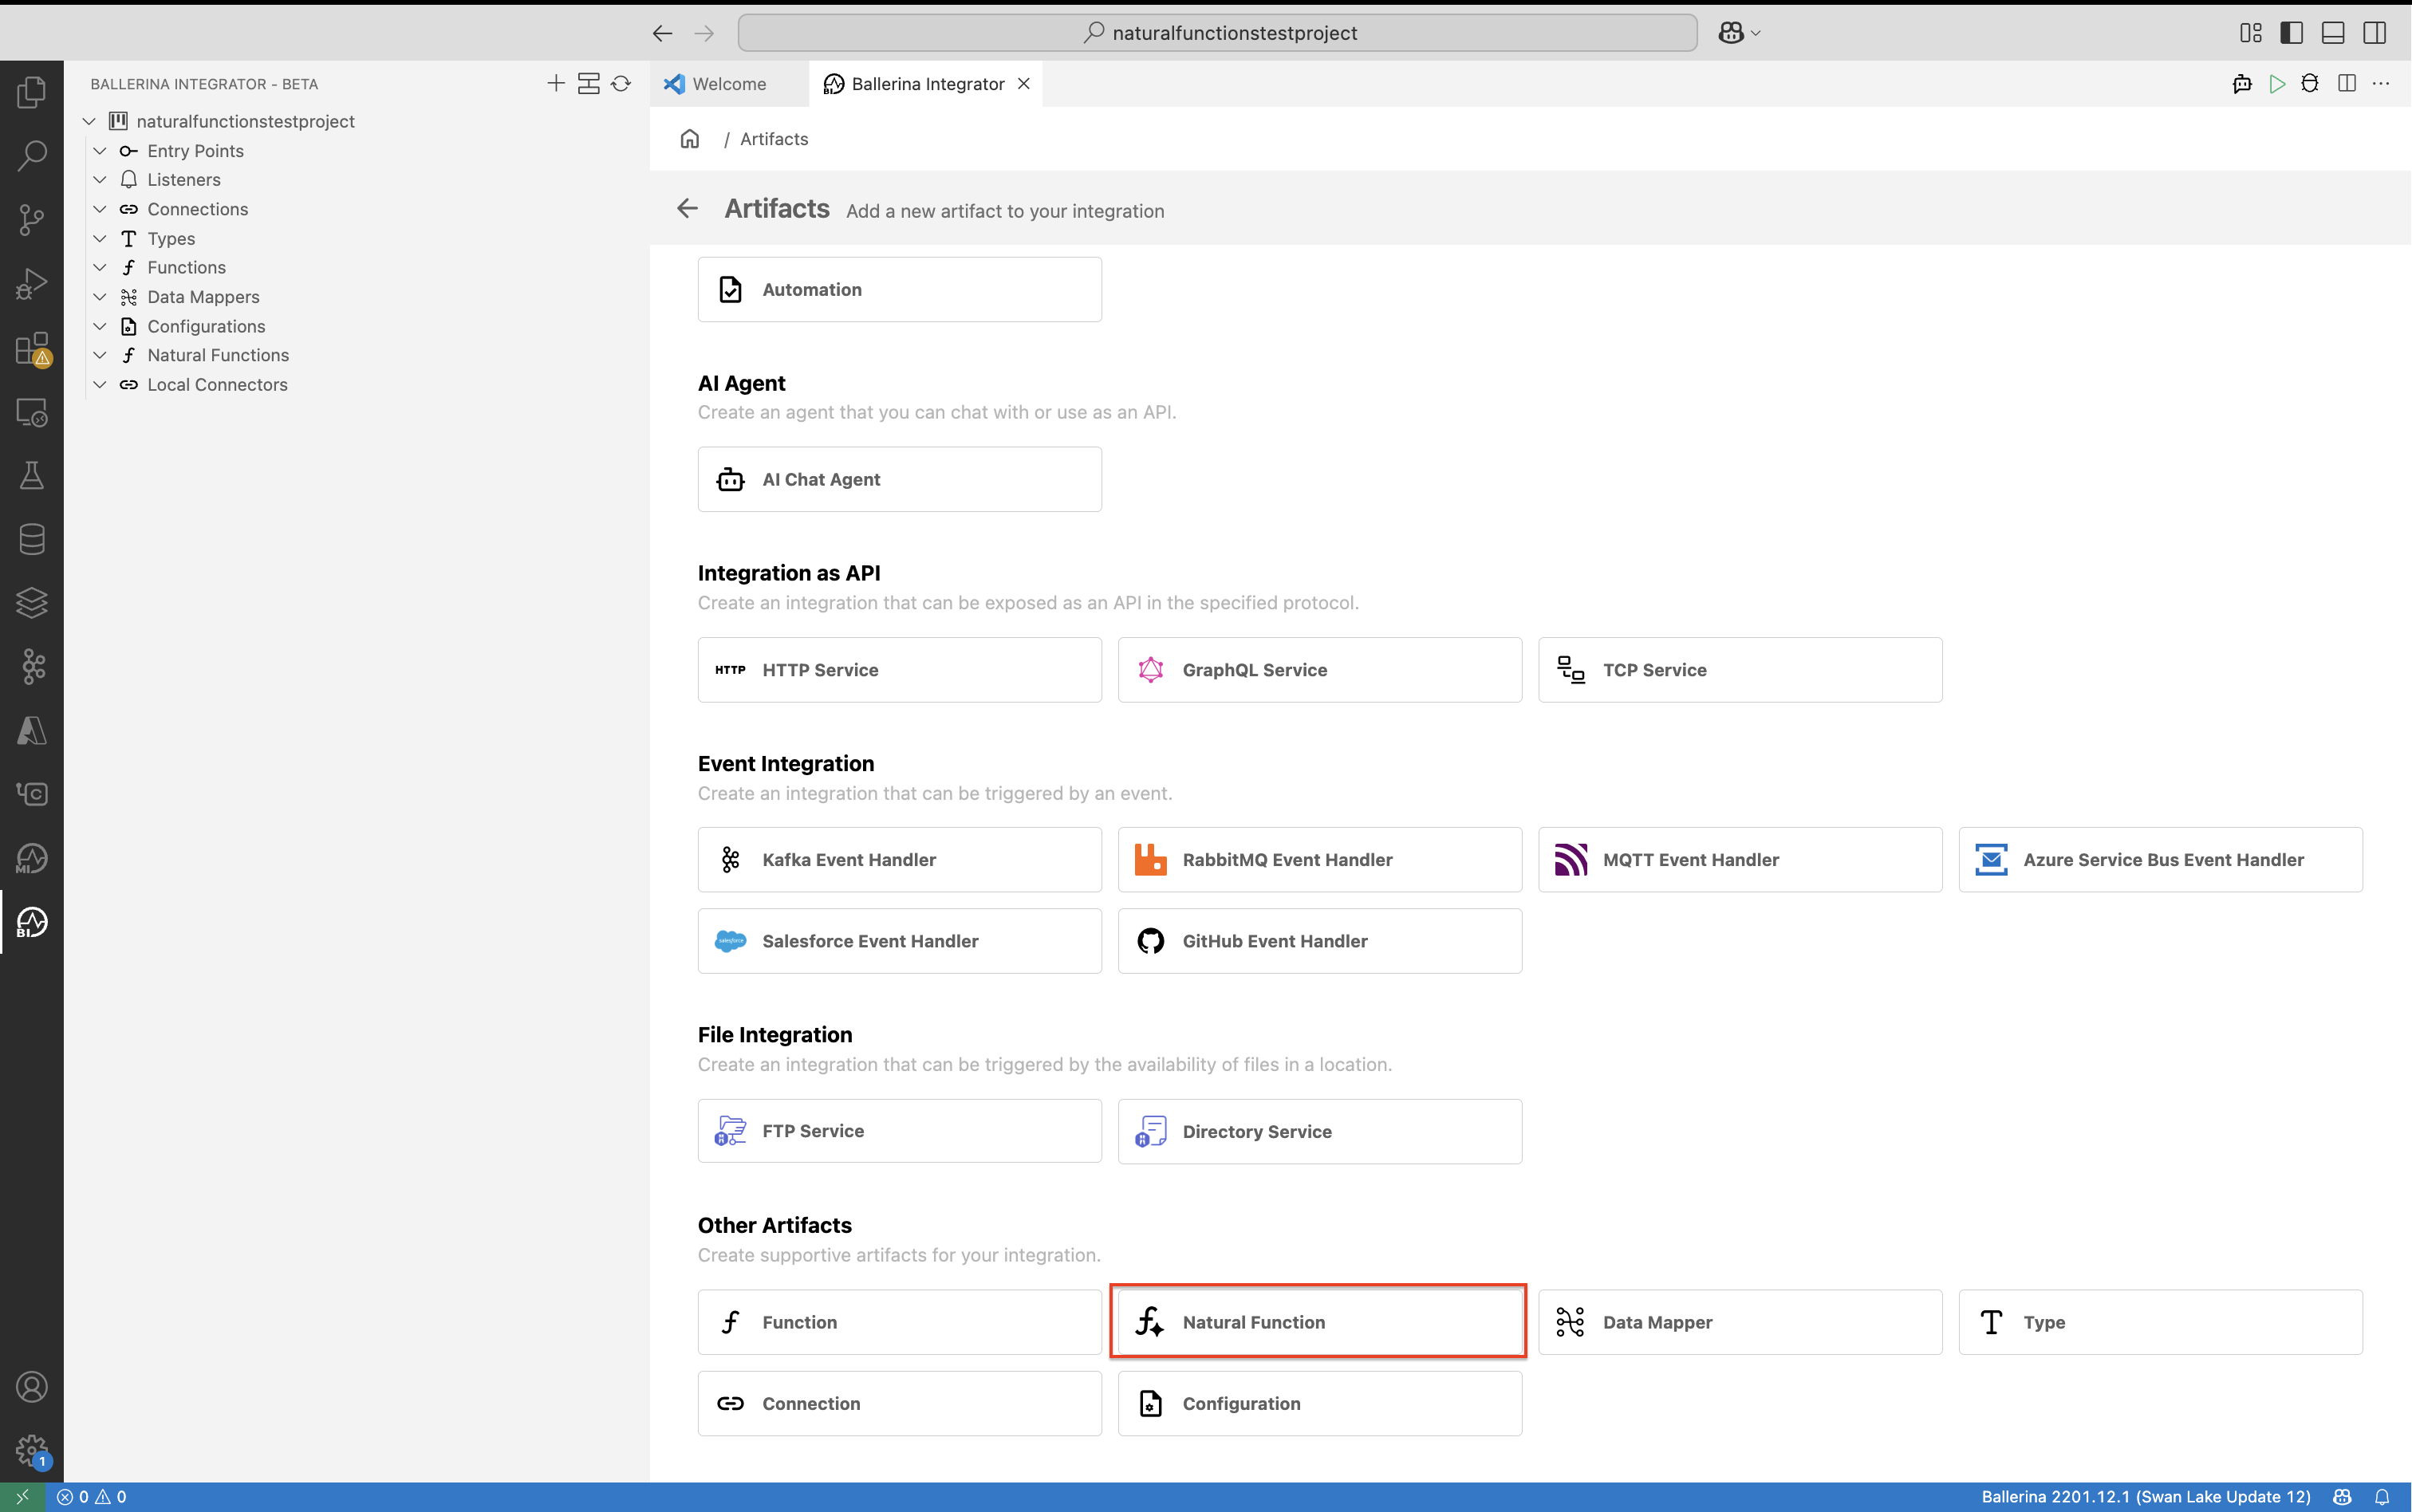 naturalfunctionstestproject
BALLERINA INTEGRATOR - BETA
naturalfunctionstestproject
Entry Points
Listeners
Connections
Types
Functions
Data Mappers
Configurations
Natural Functions
Local Connectors
Welcome
Ballerina Integrator
/ Artifacts
Artifacts Add a new artifact to your integration
Automation
AI Agent
Create an agent that you can chat with or use as an API.
AI Chat Agent
Integration as API
Create an integration that can be exposed as an API in the specified protocol.
HTTP HTTP Service
GraphQL Service
TCP Service
Event Integration
Create an integration that can be triggered by an event.
Kafka Event Handler
RabbitMQ Event Handler
MQTT Event Handler
Azure Service Bus Event Handler
salesforce Salesforce Event Handler
GitHub Event Handler
File Integration
Create an integration that can be triggered by the availability of files in a location.
FTP Service
Directory Service
Other Artifacts
Create supportive artifacts for your integration.
Function
Natural Function
Data Mapper
Type
Connection
Configuration
MI
BI
1
0 0
Ballerina 2201.12.1 (Swan Lake Update 12)